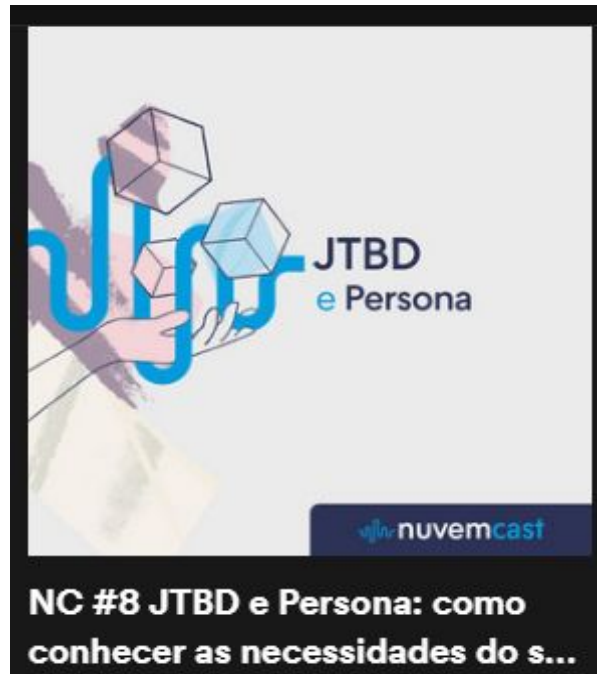 JTBD
e Persona
nuvemcast
NC #8 JTBD e Persona: como
conhecer as necessidades do s...